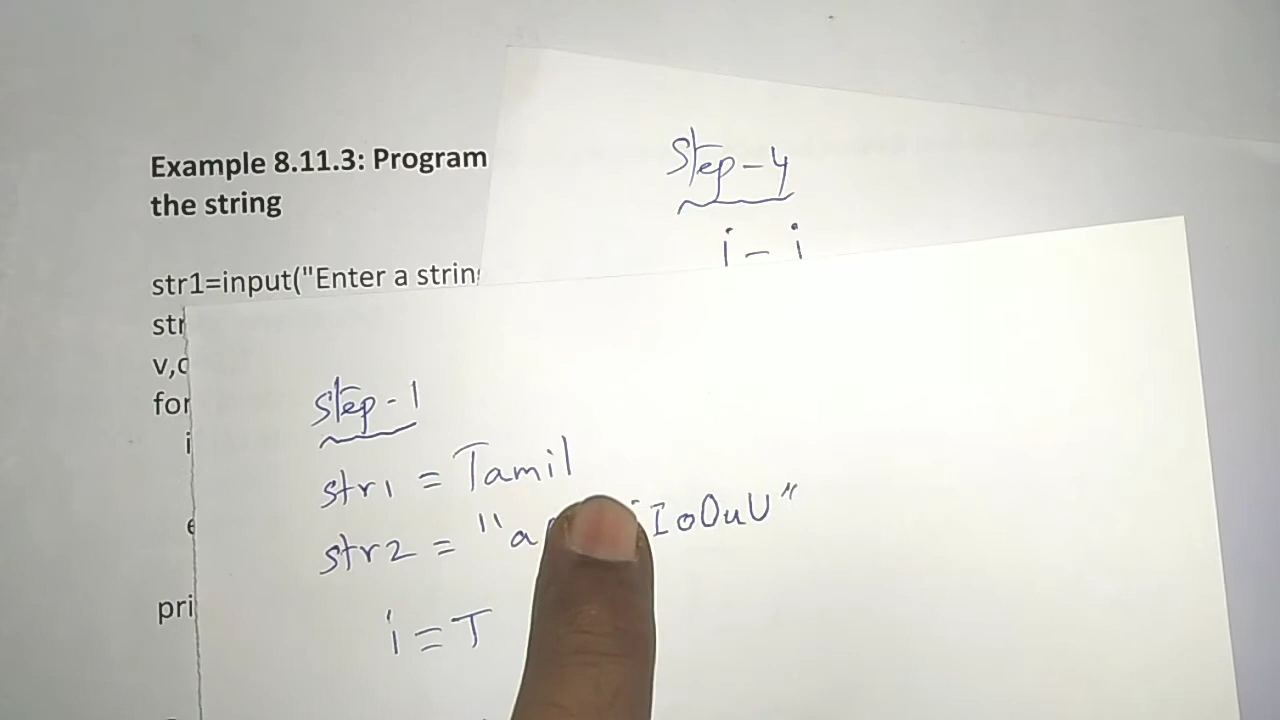 Example 8.11.3: Program
the string
str1=input("Enter a string
str
v,c
for
i
e
pri
Step-4
i - i
Step-1
str1 = Tamil
str2 = "a IoOuU"
i = T